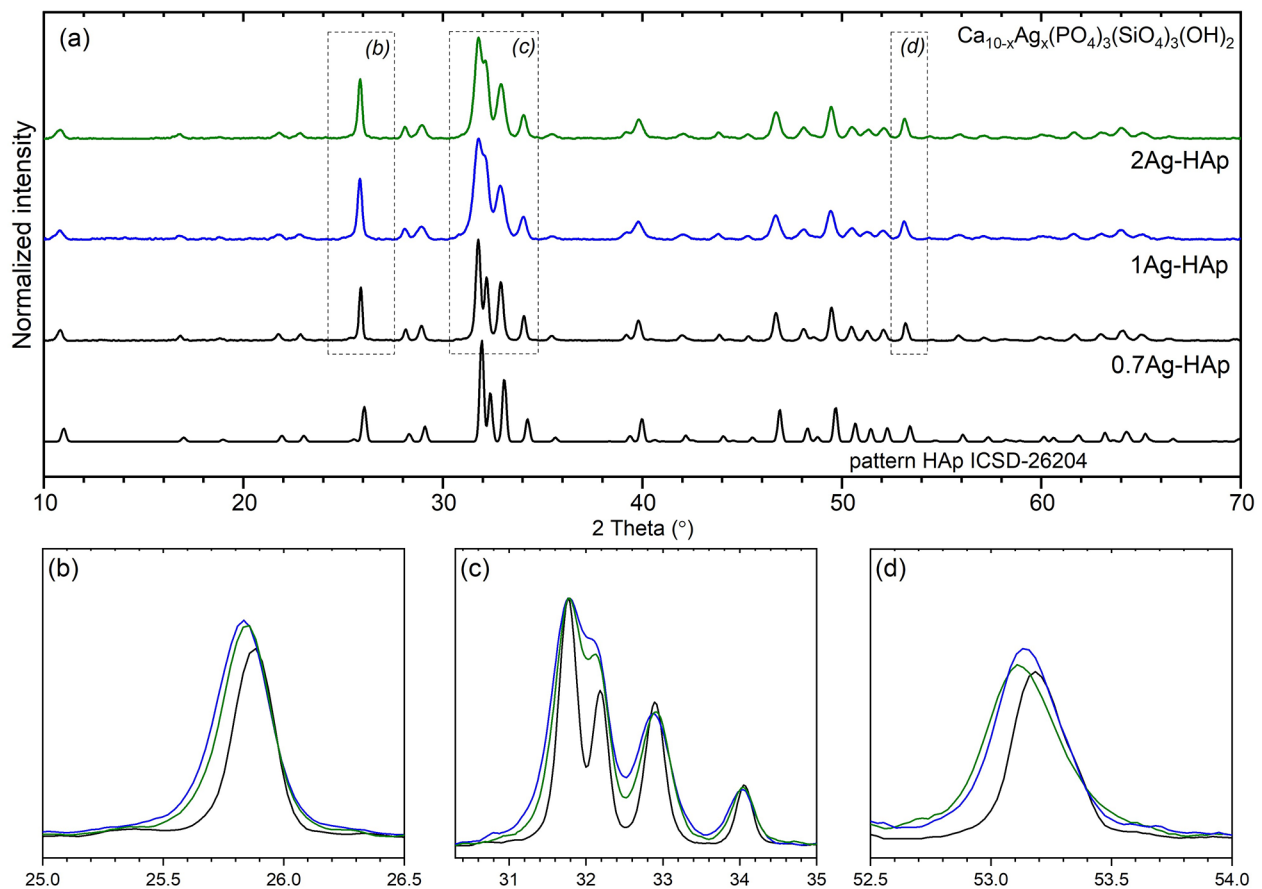 (a)
(b)
(c)
(d)
Ca₁₀₋ₓAgₓ(PO₄)₃(SiO₄)₃(OH)₂
2Ag-HAp
1Ag-HAp
0.7Ag-HAp
pattern HAp ICSD-26204
Normalized intensity
10 20 30 40 50 60 70
2 Theta (°)
(b)
(c)
(d)
25.0 25.5 26.0 26.5
31 32 33 34 35
52.5 53.0 53.5 54.0